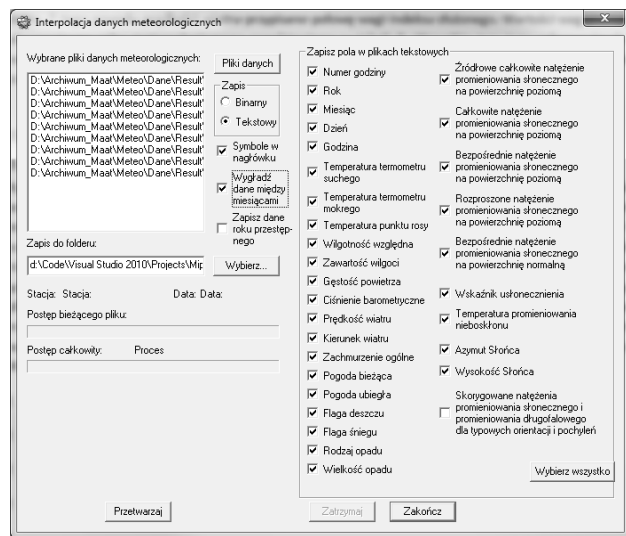 Interpolacja danych meteorologicznych
Wybrane pliki danych meteorologicznych:
Pliki danych
D:\Archiwum_Maat\Meteo\Dane\Result'
D:\Archiwum_Maat\Meteo\Dane\Result'
D:\Archiwum_Maat\Meteo\Dane\Result'
D:\Archiwum_Maat\Meteo\Dane\Result'
D:\Archiwum_Maat\Meteo\Dane\Result'
D:\Archiwum_Maat\Meteo\Dane\Result'
D:\Archiwum_Maat\Meteo\Dane\Result'
D:\Archiwum_Maat\Meteo\Dane\Result'
D:\Archiwum_Maat\Meteo\Dane\Result'
Zapis
Binarny
Tekstowy
Symbole w
nagłówku
Wygładź
dane między
miesiącami
Zapisz dane
roku przestęp-
nego
Zapis do folderu:
d:\Code\Visual Studio 2010\Projects\Mip
Wybierz...
Stacja: Stacja:
Data: Data:
Postęp bieżącego pliku:
Postęp całkowity:
Proces
Przetwarzaj
Zapisz pola w plikach tekstowych
Numer godziny
Rok
Miesiąc
Dzień
Godzina
Temperatura termometru
suchego
Temperatura termometru
mokrego
Temperatura punktu rosy
Wilgotność względna
Zawartość wilgoci
Gęstość powietrza
Ciśnienie barometryczne
Prędkość wiatru
Kierunek wiatru
Zachmurzenie ogólne
Pogoda bieżąca
Pogoda ubiegła
Flaga deszczu
Flaga śniegu
Rodzaj opadu
Wielkość opadu
Źródłowe całkowite natężenie
promieniowania słonecznego
na powierzchnię poziomą
Całkowite natężenie
promieniowania słonecznego
na powierzchnię poziomą
Bezpośrednie natężenie
promieniowania słonecznego
na powierzchnię poziomą
Rozproszone natężenie
promieniowania słonecznego
na powierzchnię poziomą
Bezpośrednie natężenie
promieniowania słonecznego
na powierzchnię normalną
Wskaźnik usłonecznienia
Temperatura promieniowania
nieboskłonu
Azymut Słońca
Wysokość Słońca
Skorygowane natężenia
promieniowania słonecznego i
promieniowania długofalowego
dla typowych orientacji i pochyleń
Wybierz wszystko
Zatrzymaj
Zakończ